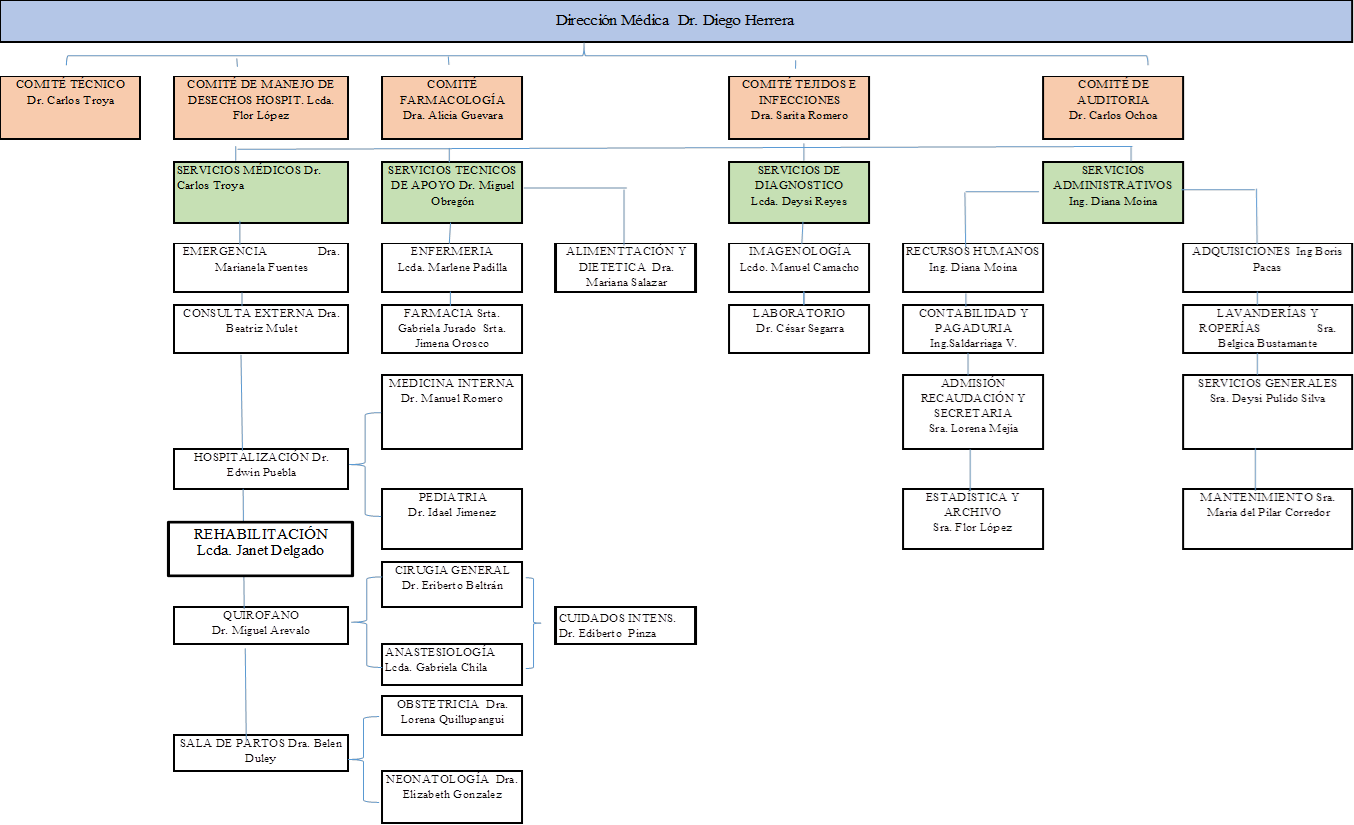 Dirección Médica Dr. Diego Herrera
COMITÉ TÉCNICO
Dr. Carlos Troya
COMITÉ DE MANEJO DE
DESECHOS HOSPIT. Lcda.
Flor López
COMITÉ
FARMACOLOGÍA
Dra. Alicia Guevara
COMITÉ TEJIDOS E
INFECCIONES
Dra. Sarita Romero
COMITÉ DE
AUDITORIA
Dr. Carlos Ochoa
SERVICIOS MÉDICOS Dr.
Carlos Troya
SERVICIOS TECNICOS
DE APOYO Dr. Miguel
Obregón
SERVICIOS DE
DIAGNOSTICO
Lcda. Deysi Reyes
SERVICIOS
ADMINISTRATIVOS
Ing. Diana Moina
EMERGENCIA Dra.
Marianela Fuentes
ENFERMERIA
Lcda. Marlene Padilla
ALIMENTTACIÓN Y
DIETETICA Dra.
Mariana Salazar
IMAGENOLOGÍA
Lcdo. Manuel Camacho
RECURSOS HUMANOS
Ing. Diana Moina
ADQUISICIONES Ing Boris
Pacas
CONSULTA EXTERNA Dra.
Beatriz Mulet
FARMACIA Srta.
Gabriela Jurado Srta.
Jimena Orosco
LABORATORIO
Dr. César Segarra
CONTABILIDAD Y
PAGADURIA
Ing.Saldarriaga V.
LAVANDERÍAS Y
ROPERÍAS Sra.
Belgica Bustamante
MEDICINA INTERNA
Dr. Manuel Romero
ADMISIÓN
RECAUDACIÓN Y
SECRETARIA
Sra. Lorena Mejía
SERVICIOS GENERALES
Sra. Deysi Pulido Silva
HOSPITALIZACIÓN Dr.
Edwin Puebla
PEDIATRIA
Dr. Idael Jimenez
ESTADÍSTICA Y
ARCHIVO
Sra. Flor López
MANTENIMIENTO Sra.
Maria del Pilar Corredor
REHABILITACIÓN
Lcda. Janet Delgado
CIRUGIA GENERAL
Dr. Eriberto Beltrán
QUIROFANO
Dr. Miguel Arevalo
CUIDADOS INTENS.
Dr. Ediberto Pinza
ANASTESIOLOGÍA
Lcda. Gabriela Chila
OBSTETRICIA Dra.
Lorena Quillupangui
SALA DE PARTOS Dra. Belen
Duley
NEONATOLOGÍA Dra.
Elizabeth Gonzalez